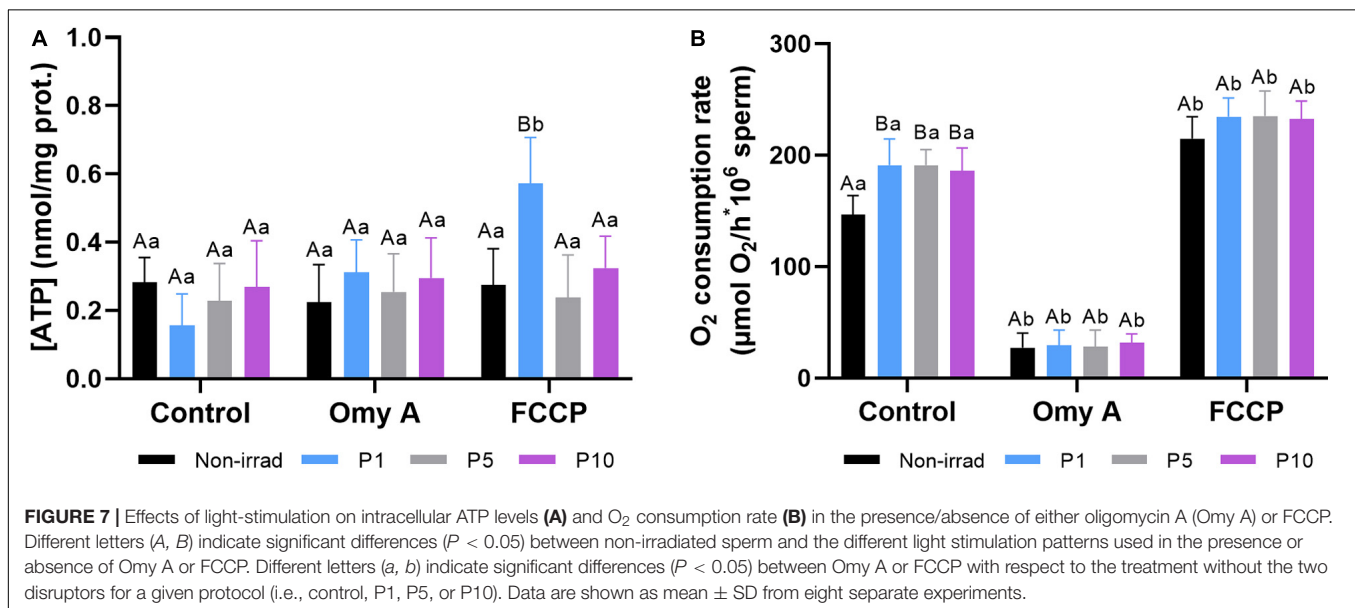 A
[ATP] (nmol/mg prot.)
1.0
0.8
0.6
0.4
0.2
0.0
Aa
Aa
Aa
Aa
Aa
Aa
Aa
Aa
Aa
Bb
Aa
Aa
Control
Omy A
FCCP
Non-irrad
P1
P5
P10
B
O₂ consumption rate
(µmol O₂/h*10⁶ sperm)
300
200
100
0
Aa
Ba
Ba
Ba
Ab
Ab
Ab
Ab
Ab
Ab
Ab
Ab
Control
Omy A
FCCP
Non-irrad
P1
P5
P10
FIGURE 7 | Effects of light-stimulation on intracellular ATP levels (A) and O₂ consumption rate (B) in the presence/absence of either oligomycin A (Omy A) or FCCP.
Different letters (A, B) indicate significant differences (P < 0.05) between non-irradiated sperm and the different light stimulation patterns used in the presence or
absence of Omy A or FCCP. Different letters (a, b) indicate significant differences (P < 0.05) between Omy A or FCCP with respect to the treatment without the two
disruptors for a given protocol (i.e., control, P1, P5, or P10). Data are shown as mean ± SD from eight separate experiments.